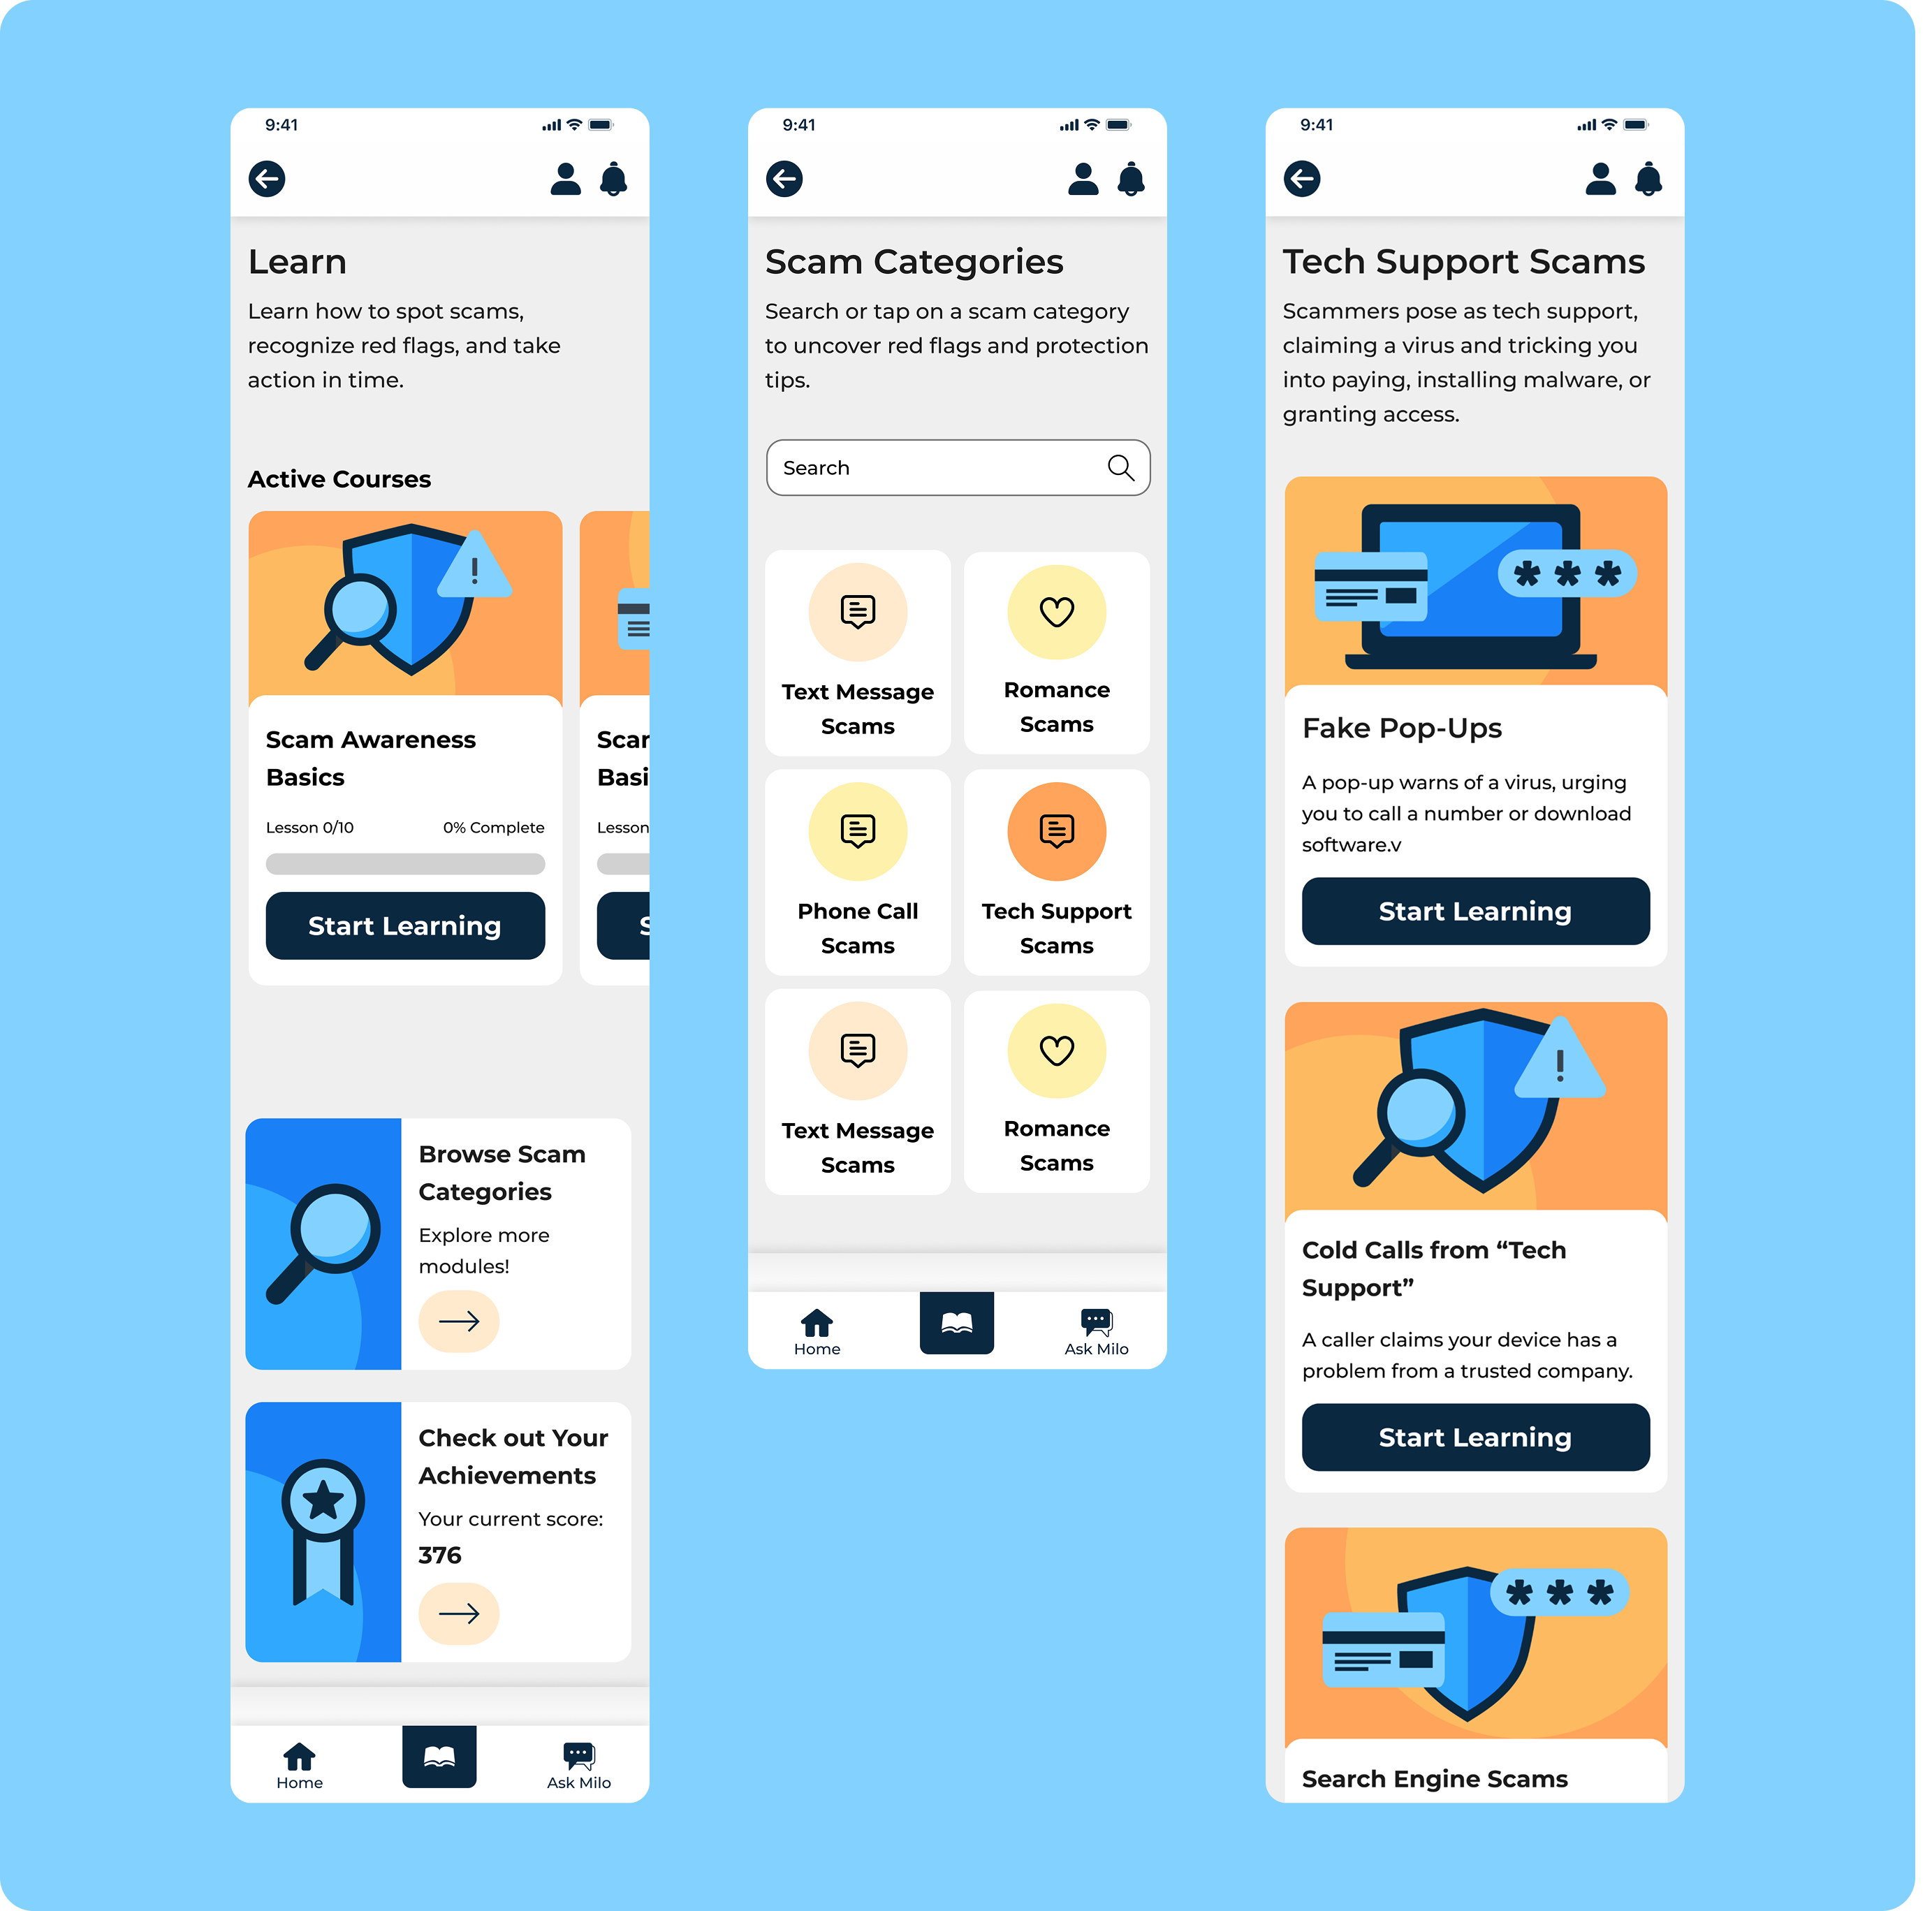 9:41
Learn
Learn how to spot scams,
recognize red flags, and take
action in time.
Active Courses
Scam Awareness
Basics
Lesson 0/10
0% Complete
Start Learning
Basi
Lesson
S
Browse Scam
Categories
Explore more
modules!
Check out Your
Achievements
Your current score:
376
Home
Ask Milo
9:41
Scam Categories
Search or tap on a scam category
to uncover red flags and protection
tips.
Search
Text Message
Scams
Romance
Scams
Phone Call
Scams
Tech Support
Scams
Text Message
Scams
Romance
Scams
Home
Ask Milo
9:41
Tech Support Scams
Scammers pose as tech support,
claiming a virus and tricking you
into paying, installing malware, or
granting access.
* * *
Fake Pop-Ups
A pop-up warns of a virus, urging
you to call a number or download
software.v
Start Learning
!
Cold Calls from “Tech
Support”
A caller claims your device has a
problem from a trusted company.
Start Learning
* * *
Search Engine Scams